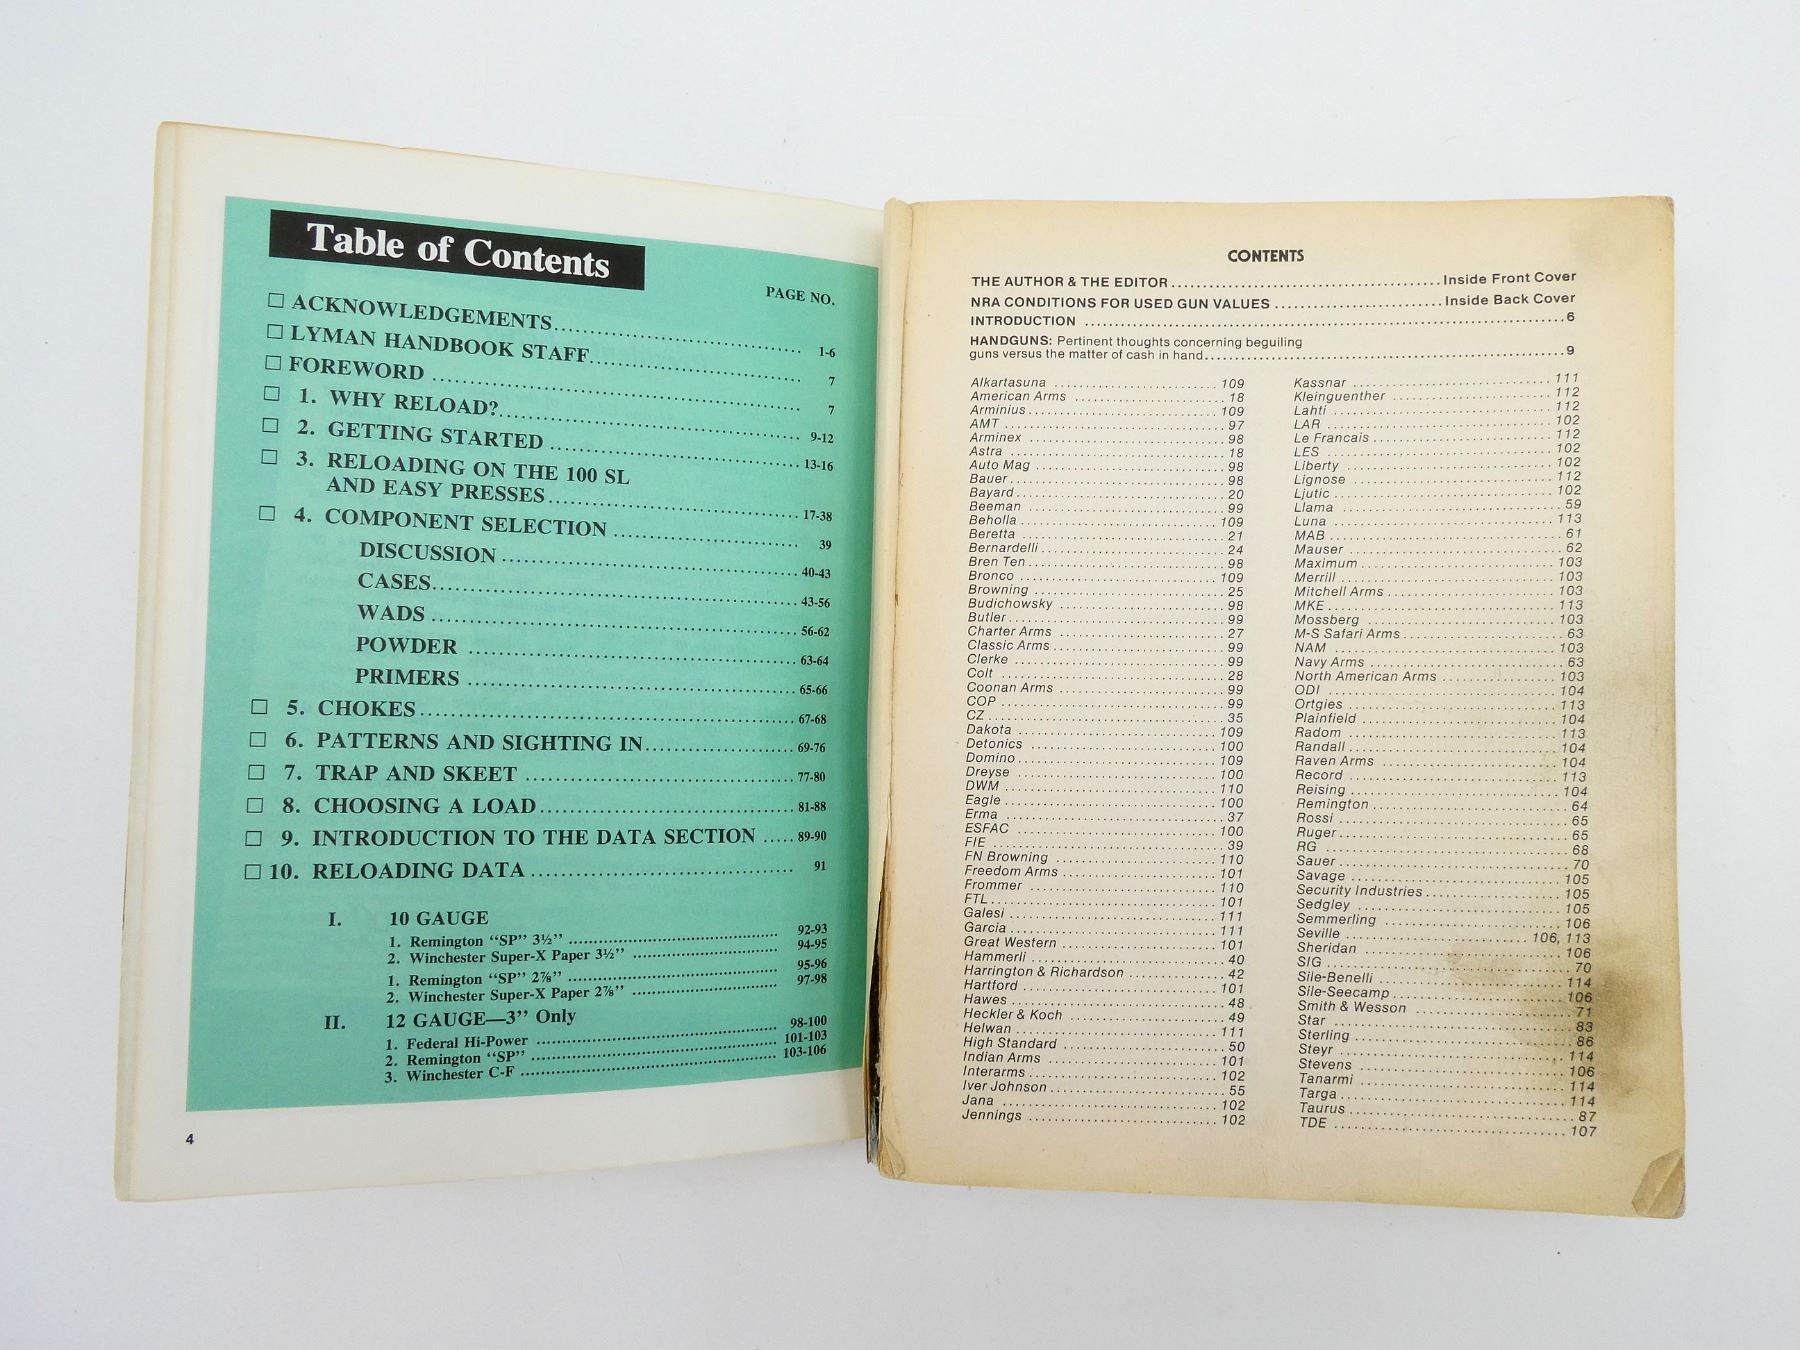 Table of Contents
PAGE NO.
☐ ACKNOWLEDGEMENTS 1-6
☐ LYMAN HANDBOOK STAFF 7
☐ FOREWORD 7
☐ 1. WHY RELOAD? 9-12
☐ 2. GETTING STARTED 13-16
☐ 3. RELOADING ON THE 100 SL
AND EASY PRESSES 17-38
☐ 4. COMPONENT SELECTION 39
DISCUSSION 40-43
CASES 43-56
WADS 56-62
POWDER 63-64
PRIMERS 65-66
☐ 5. CHOKES 67-68
☐ 6. PATTERNS AND SIGHTING IN 69-76
☐ 7. TRAP AND SKEET 77-80
☐ 8. CHOOSING A LOAD 81-88
☐ 9. INTRODUCTION TO THE DATA SECTION 89-90
☐ 10. RELOADING DATA 91
I. 10 GAUGE
1. Remington “SP” 3½” 92-93
2. Winchester Super-X Paper 3½” 94-95
1. Remington “SP” 2⅞” 95-96
2. Winchester Super-X Paper 2⅞” 97-98
II. 12 GAUGE—3” Only
1. Federal Hi-Power 98-100
2. Remington “SP” 101-103
3. Winchester C-F 103-106
4
CONTENTS
THE AUTHOR & THE EDITOR Inside Front Cover
NRA CONDITIONS FOR USED GUN VALUES Inside Back Cover
INTRODUCTION 6
HANDGUNS: Pertinent thoughts concerning beguiling
guns versus the matter of cash in hand 9
Alkartasuna 109
American Arms 18
Arminius 109
AMT 97
Arminex 98
Astra 18
Auto Mag 98
Bauer 98
Bayard 20
Beeman 99
Beholla 109
Beretta 21
Bernardelli 24
Bren Ten 98
Bronco 109
Browning 25
Budichowsky 98
Butler 99
Charter Arms 27
Classic Arms 99
Clerke 99
Colt 28
Coonan Arms 99
COP 99
CZ 35
Dakota 109
Detonics 100
Domino 109
Dreyse 100
DWM 110
Eagle 100
Erma 37
ESFAC 100
FIE 39
FN Browning 110
Freedom Arms 101
Frommer 110
FTL 101
Galesi 111
Garcia 111
Great Western 101
Hammerli 40
Harrington & Richardson 42
Hartford 101
Hawes 48
Heckler & Koch 49
Helwan 111
High Standard 50
Indian Arms 101
Interarms 102
Iver Johnson 55
Jana 102
Jennings 102
Kassnar 111
Kleinguenther 112
Lahti 112
LAR 102
Le Francais 112
LES 102
Liberty 102
Lignose 112
Ljutic 102
Llama 59
Luna 113
MAB 61
Mauser 62
Maximum 103
Merrill 103
Mitchell Arms 103
MKE 113
Mossberg 103
M-S Safari Arms 63
NAM 103
Navy Arms 63
North American Arms 103
ODI 104
Ortgies 113
Plainfield 104
Radom 113
Randall 104
Raven Arms 104
Record 113
Reising 104
Remington 64
Rossi 65
Ruger 65
RG 68
Sauer 70
Savage 105
Security Industries 105
Sedgley 105
Semmerling 106
Seville 106, 113
Sheridan 106
SIG 70
Sile-Benelli 114
Sile-Seecamp 106
Smith & Wesson 71
Star 83
Sterling 86
Steyr 114
Stevens 106
Tanarmi 114
Targa 114
Taurus 87
TDE 107